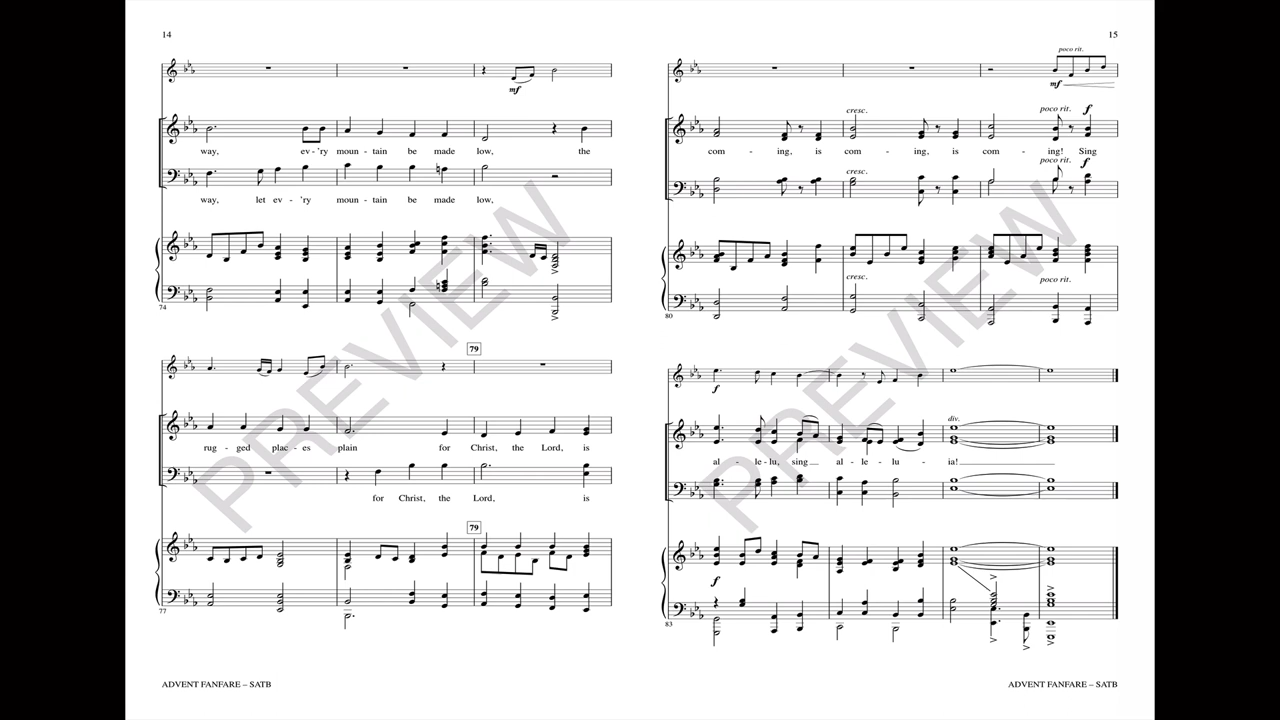 14
mf
way, ev-'ry moun - tain be made low, the
way, let ev-'ry moun - tain be made low,
74
79
rug - ged plac - es plain for Christ, the Lord, is
for Christ, the Lord, is
79
77
ADVENT FANFARE – SATB
15
poco rit.
mf
cresc. poco rit. f
com - ing, is com - ing, is com - ing! Sing
cresc. poco rit. f
cresc. poco rit.
80
f
div.
al - le - lu, sing al - le - lu - ia!
f
83
ADVENT FANFARE – SATB
PREVIEW
PREVIEW